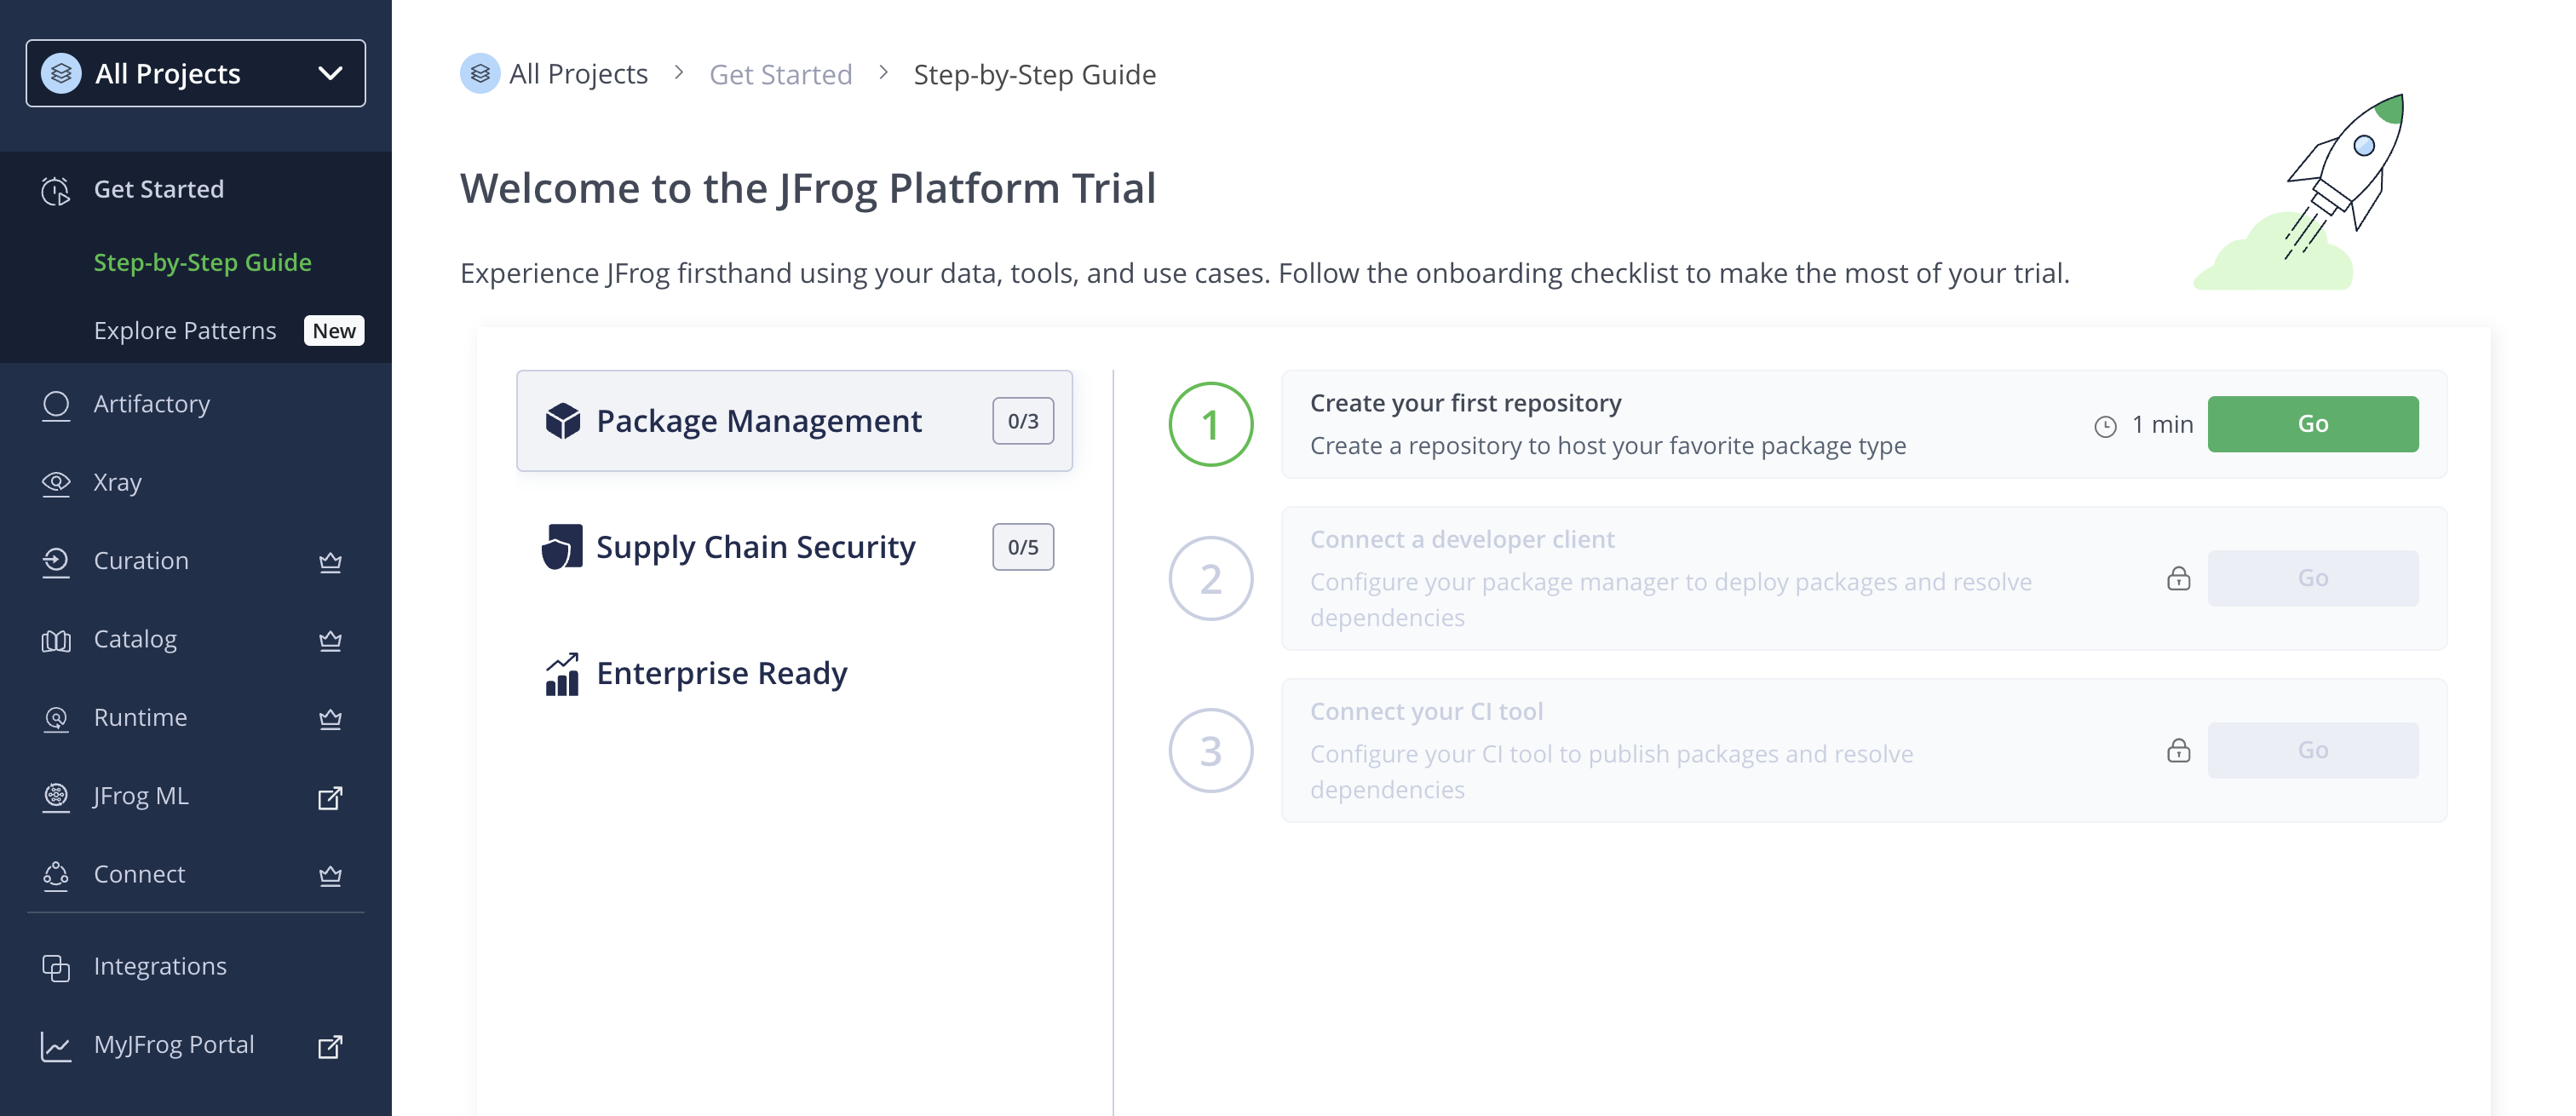 All Projects
Get Started
Step-by-Step Guide
Explore Patterns New
Artifactory
Xray
Curation
Catalog
Runtime
JFrog ML
Connect
Integrations
MyJFrog Portal
All Projects > Get Started > Step-by-Step Guide
Welcome to the JFrog Platform Trial
Experience JFrog firsthand using your data, tools, and use cases. Follow the onboarding checklist to make the most of your trial.
Package Management 0/3
Supply Chain Security 0/5
Enterprise Ready
1
Create your first repository
Create a repository to host your favorite package type
1 min Go
2
Connect a developer client
Configure your package manager to deploy packages and resolve
dependencies
Go
3
Connect your CI tool
Configure your CI tool to publish packages and resolve
dependencies
Go